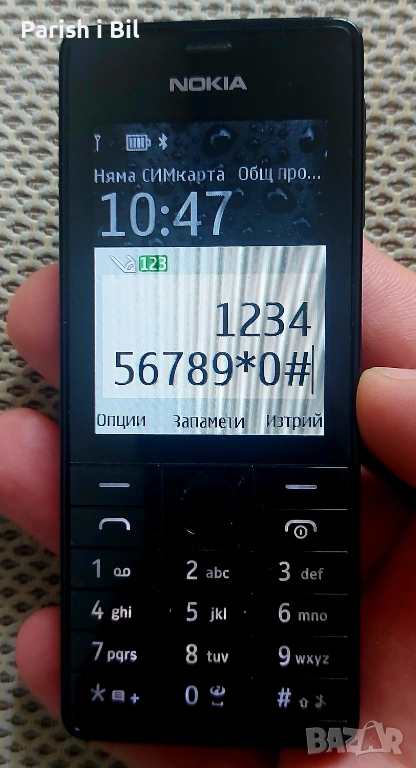 Parish i Bil
NOKIA
Няма СИМкарта Общ про...
10:47
123
1234
56789*0#
Опции Запамети Изтрий
1 2 abc 3 def
4 ghi 5 jkl 6 mno
7 pqrs 8 tuv 9 wxyz
* + 0 #
BAZAR